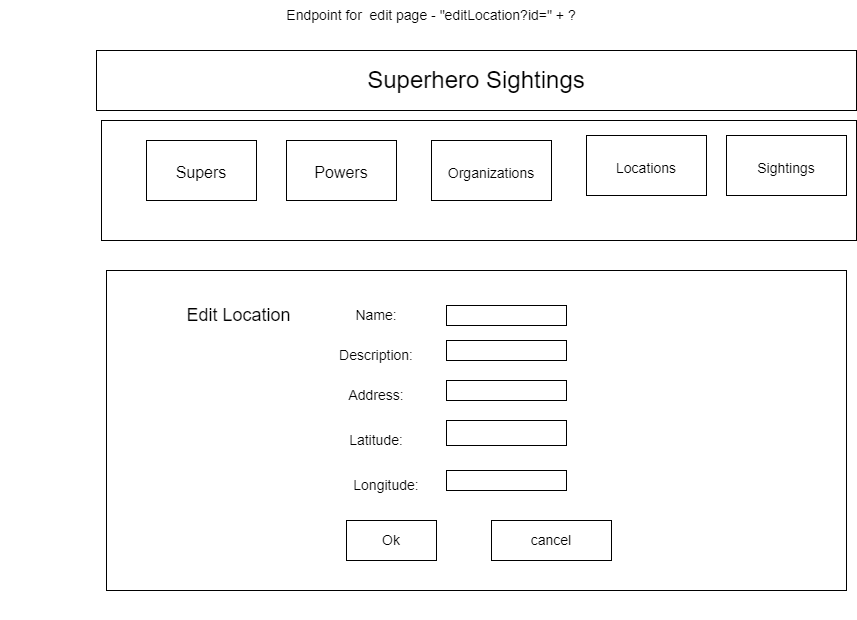 Endpoint for  edit page - "editLocation?id=" + ?
Superhero Sightings
Supers
Powers
Organizations
Locations
Sightings
Edit Location
Name:
Description:
Address:
Latitude:
Longitude:
Ok
cancel